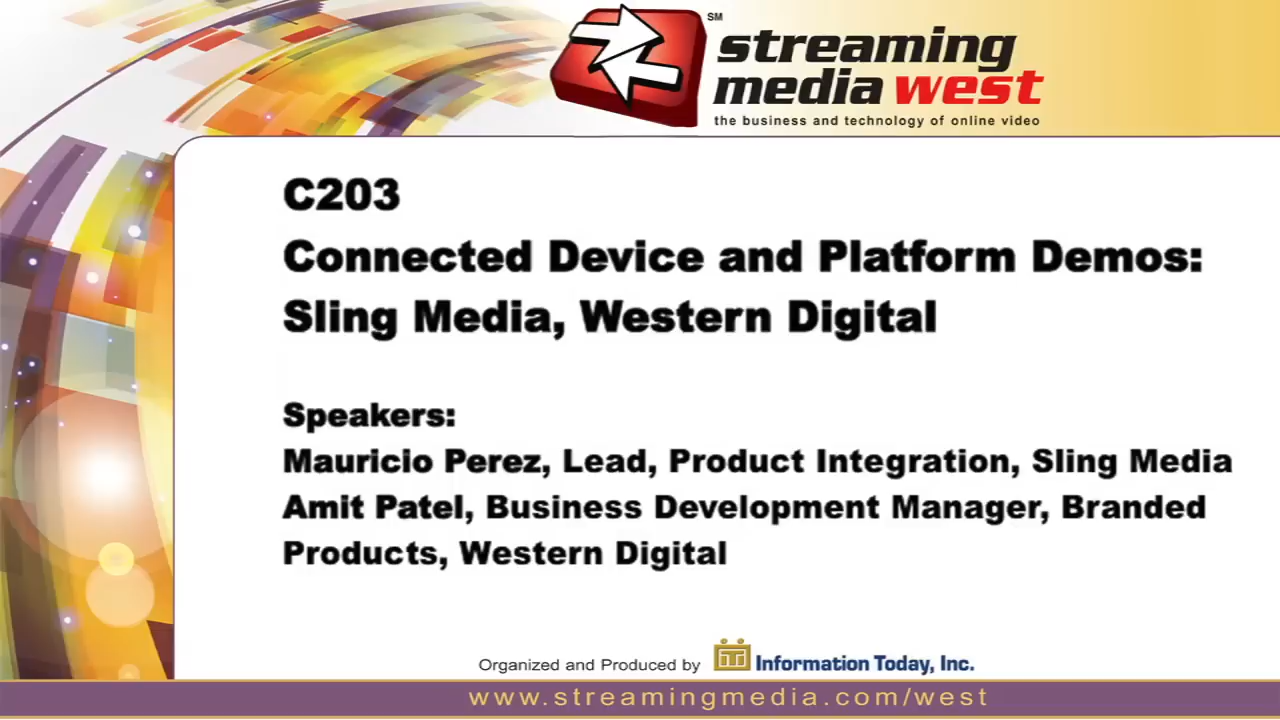 SM
streaming
media west
the business and technology of online video
C203
Connected Device and Platform Demos:
Sling Media, Western Digital
Speakers:
Mauricio Perez, Lead, Product Integration, Sling Media
Amit Patel, Business Development Manager, Branded
Products, Western Digital
Organized and Produced by Information Today, Inc.
www.streamingmedia.com/west